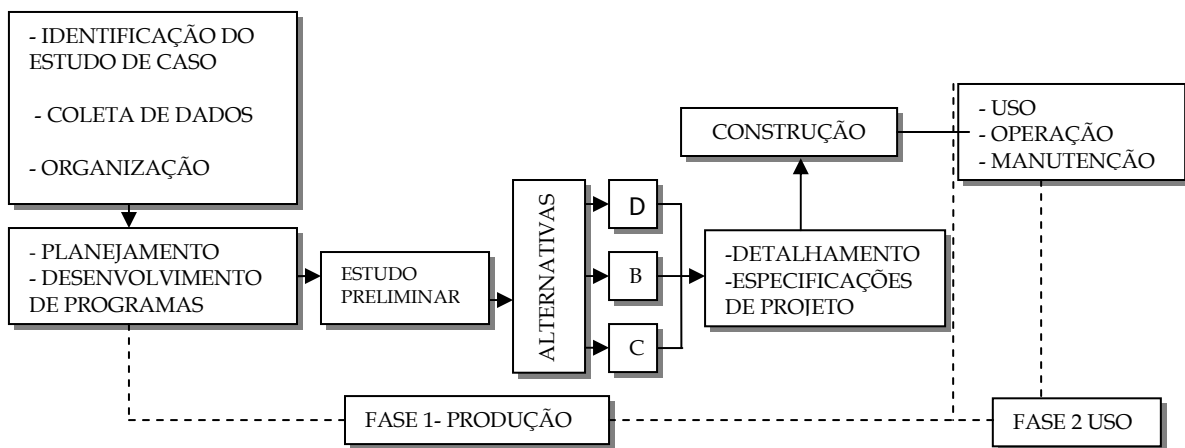 - IDENTIFICAÇÃO DO
ESTUDO DE CASO
- COLETA DE DADOS
- ORGANIZAÇÃO
- PLANEJAMENTO
- DESENVOLVIMENTO
DE PROGRAMAS
ESTUDO
PRELIMINAR
ALTERNATIVAS
D
B
C
-DETALHAMENTO
-ESPECIFICAÇÕES
DE PROJETO
CONSTRUÇÃO
- USO
- OPERAÇÃO
- MANUTENÇÃO
FASE 1- PRODUÇÃO
FASE 2 USO